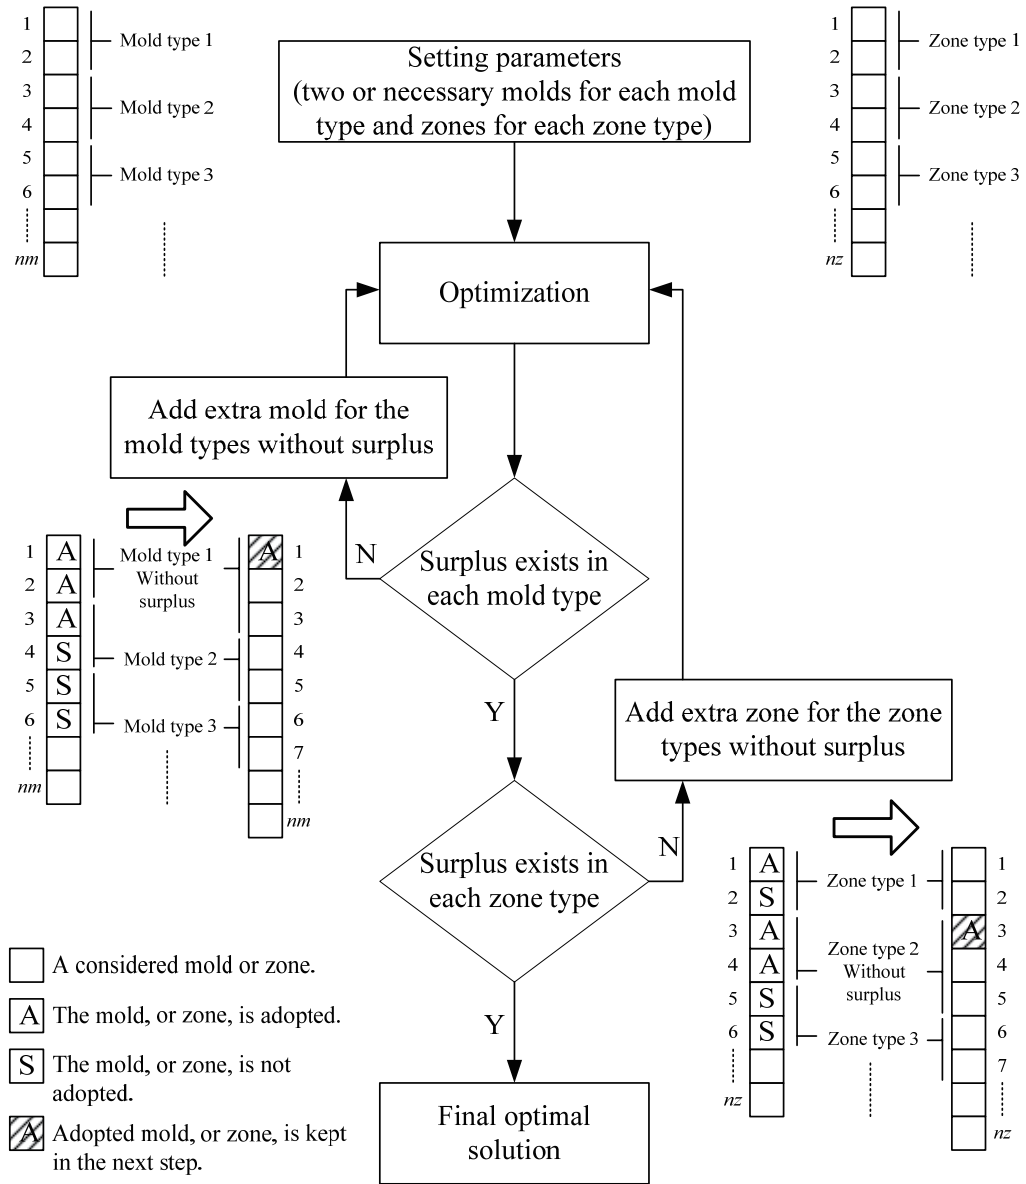 1
2
3
4
5
6
nm
Mold type 1
Mold type 2
Mold type 3
Setting parameters
(two or necessary molds for each mold
type and zones for each zone type)
1
2
3
4
5
6
nz
Zone type 1
Zone type 2
Zone type 3
Optimization
Add extra mold for the
mold types without surplus
N
Surplus exists in
each mold type
Y
1 A
2 A
3 A
4 S
5 S
6 S
nm
Mold type 1
Without
surplus
Mold type 2
Mold type 3
A 1
2
3
4
5
6
7
nm
Add extra zone for the zone
types without surplus
N
Surplus exists in
each zone type
Y
1 A
2 S
3 A
4 A
5 S
6 S
nz
Zone type 1
Zone type 2
Without
surplus
Zone type 3
1
2
A 3
4
5
6
7
nz
A considered mold or zone.
A The mold, or zone, is adopted.
S The mold, or zone, is not
adopted.
A Adopted mold, or zone, is kept
in the next step.
Final optimal
solution